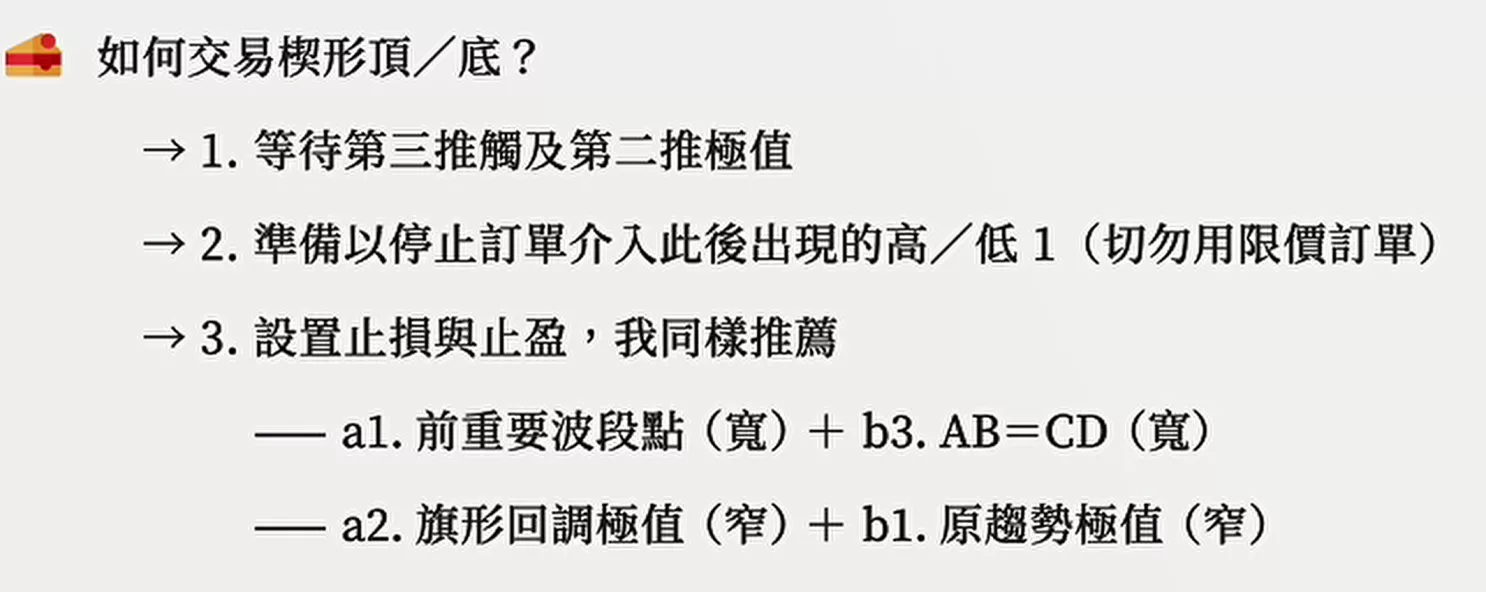 如何交易楔形頂／底？
→ 1. 等待第三推觸及第二推極值
→ 2. 準備以停止訂單介入此後出現的高／低 1（切勿用限價訂單）
→ 3. 設置止損與止盈，我同樣推薦
—— a1. 前重要波段點（寬）＋ b3. AB＝CD（寬）
—— a2. 旗形回調極值（窄）＋ b1. 原趨勢極值（窄）